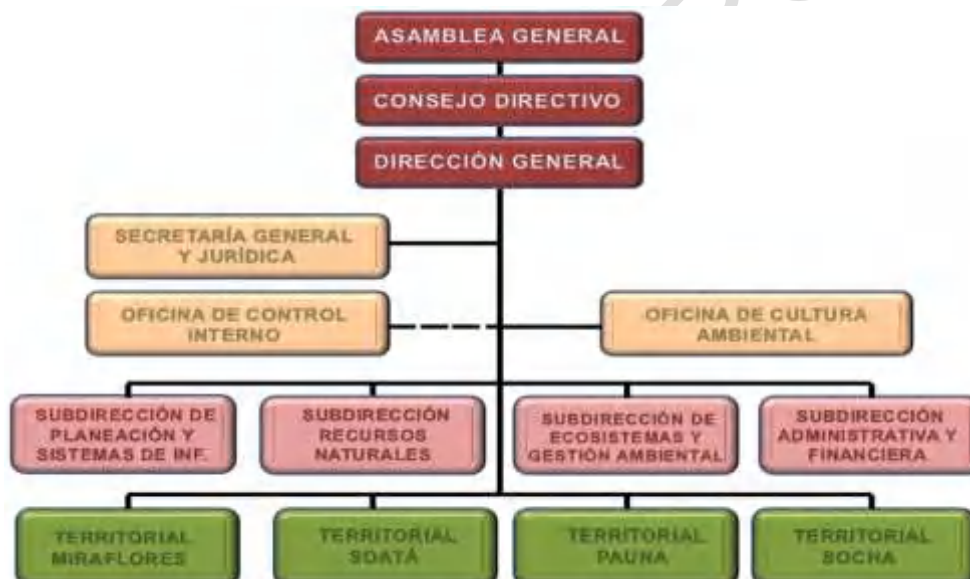 ASAMBLEA GENERAL
CONSEJO DIRECTIVO
DIRECCIÓN GENERAL
SECRETARÍA GENERAL
Y JURÍDICA
OFICINA DE CONTROL
INTERNO
OFICINA DE CULTURA
AMBIENTAL
SUBDIRECCIÓN DE
PLANEACIÓN Y
SISTEMAS DE INF.
SUBDIRECCIÓN
RECURSOS
NATURALES
SUBDIRECCIÓN DE
ECOSISTEMAS Y
GESTIÓN AMBIENTAL
SUBDIRECCIÓN
ADMINISTRATIVA Y
FINANCIERA
TERRITORIAL
MIRAFLORES
TERRITORIAL
SOATÁ
TERRITORIAL
PAUNA
TERRITORIAL
SOCHA